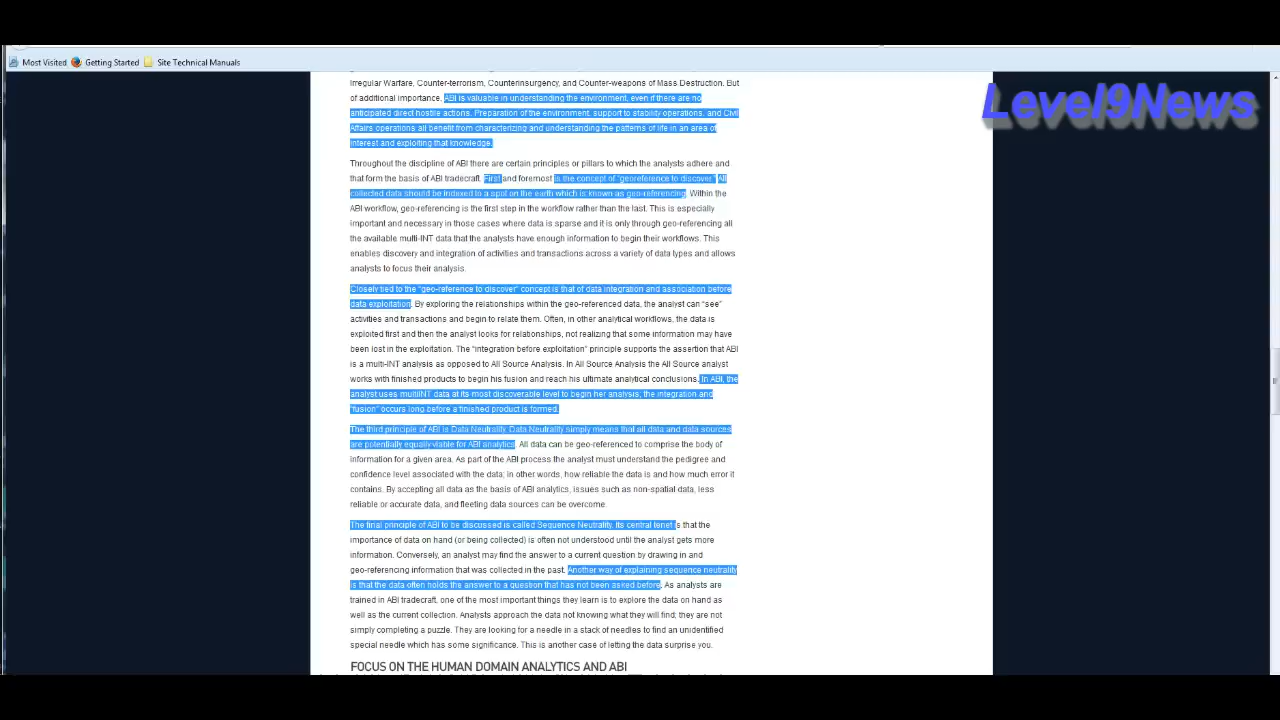 Most Visited Getting Started Site Technical Manuals
Level9News
Irregular Warfare, Counter-terrorism, Counterinsurgency, and Counter-weapons of Mass Destruction. But
of additional importance. ABI is valuable in understanding the environment, even if there are no
anticipated direct hostile actions. Preparation of the environment, support to stability operations, and Civil
Affairs operations all benefit from characterizing and understanding the patterns of life in an area of
interest and exploiting that knowledge.
Throughout the discipline of ABI there are certain principles or pillars to which the analysts adhere and
that form the basis of ABI tradecraft. First and foremost is the concept of "georeference to discover." All
collected data should be indexed to a spot on the earth which is known as geo-referencing. Within the
ABI workflow, geo-referencing is the first step in the workflow rather than the last. This is especially
important and necessary in those cases where data is sparse and it is only through geo-referencing all
the available multi-INT data that the analysts have enough information to begin their workflows. This
enables discovery and integration of activities and transactions across a variety of data types and allows
analysts to focus their analysis.
Closely tied to the "geo-reference to discover" concept is that of data integration and association before
data exploitation. By exploring the relationships within the geo-referenced data, the analyst can "see"
activities and transactions and begin to relate them. Often, in other analytical workflows, the data is
exploited first and then the analyst looks for relationships, not realizing that some information may have
been lost in the exploitation. The "integration before exploitation" principle supports the assertion that ABI
is a multi-INT analysis as opposed to All Source Analysis. In All Source Analysis the All Source analyst
works with finished products to begin his fusion and reach his ultimate analytical conclusions. In ABI, the
analyst uses multiINT data at its most discoverable level to begin her analysis; the integration and
"fusion" occurs long before a finished product is formed.
The third principle of ABI is Data Neutrality. Data Neutrality simply means that all data and data sources
are potentially equally viable for ABI analytics. All data can be geo-referenced to comprise the body of
information for a given area. As part of the ABI process the analyst must understand the pedigree and
confidence level associated with the data; in other words, how reliable the data is and how much error it
contains. By accepting all data as the basis of ABI analytics, issues such as non-spatial data, less
reliable or accurate data, and fleeting data sources can be overcome.
The final principle of ABI to be discussed is called Sequence Neutrality. Its central tenet is that the
importance of data on hand (or being collected) is often not understood until the analyst gets more
information. Conversely, an analyst may find the answer to a current question by drawing in and
geo-referencing information that was collected in the past. Another way of explaining sequence neutrality
is that the data often holds the answer to a question that has not been asked before. As analysts are
trained in ABI tradecraft, one of the most important things they learn is to explore the data on hand as
well as the current collection. Analysts approach the data not knowing what they will find; they are not
simply completing a puzzle. They are looking for a needle in a stack of needles to find an unidentified
special needle which has some significance. This is another case of letting the data surprise you.
FOCUS ON THE HUMAN DOMAIN ANALYTICS AND ABI